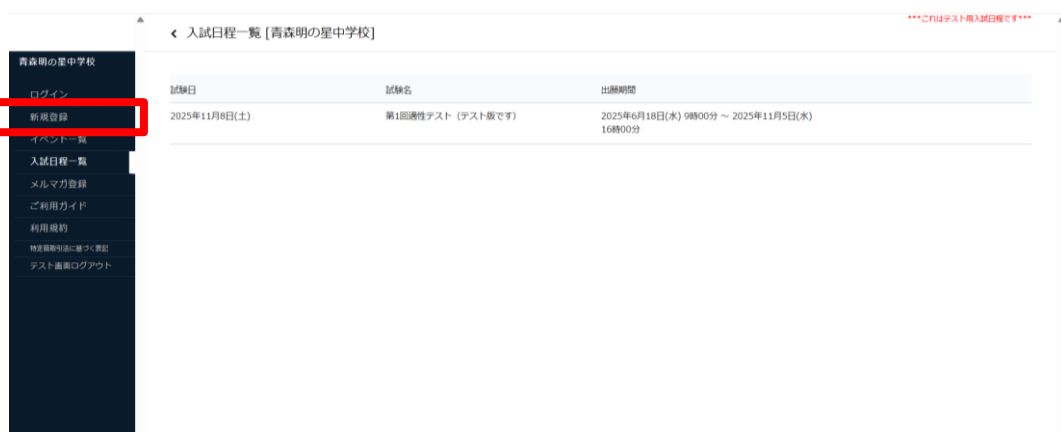 ***これはテスト用入試日程です***
入試日程一覧 [青森明の星中学校]
青森明の星中学校
ログイン
新規登録
イベント一覧
入試日程一覧
メルマガ登録
ご利用ガイド
利用規約
特定商取引法に基づく表記
テスト画面ログアウト
試験日 試験名 出願期間
2025年11月8日(土) 第1回適性テスト（テスト版です） 2025年6月18日(水) 9時00分 ～ 2025年11月5日(水)
16時00分